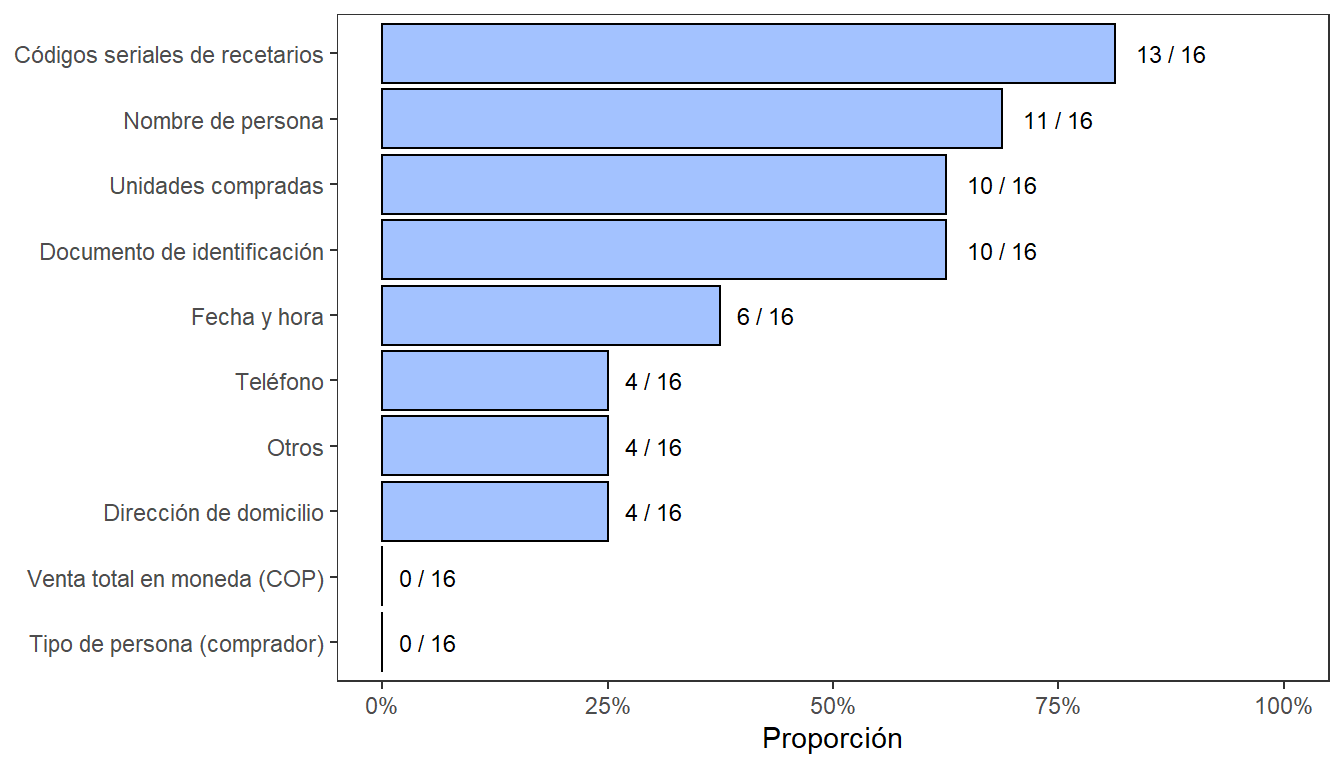 Códigos seriales de recetarios 13 / 16
Nombre de persona 11 / 16
Unidades compradas 10 / 16
Documento de identificación 10 / 16
Fecha y hora 6 / 16
Teléfono 4 / 16
Otros 4 / 16
Dirección de domicilio 4 / 16
Venta total en moneda (COP) 0 / 16
Tipo de persona (comprador) 0 / 16
0% 25% 50% 75% 100%
Proporción